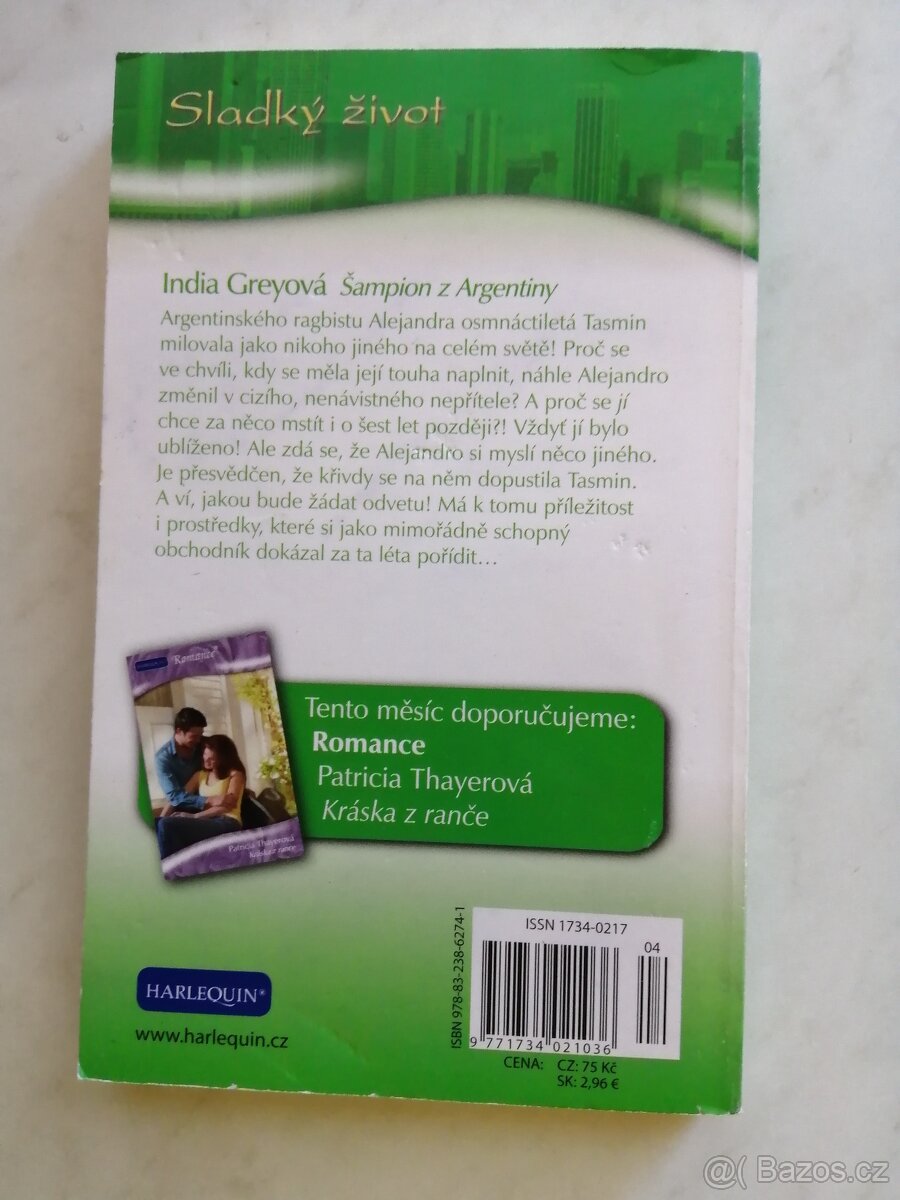 Sladký život
India Greyová Šampion z Argentiny
Argentinského ragbistu Alejandra osmnáctiletá Tasmin
milovala jako nikoho jiného na celém světě! Proč se
ve chvíli, kdy se měla její touha naplnit, náhle Alejandro
změnil v cizího, nenávistného nepřítele? A proč se jí
chce za něco mstít i o šest let později?! Vždyť jí bylo
ublíženo! Ale zdá se, že Alejandro si myslí něco jiného.
Je přesvědčen, že křivdy se na něm dopustila Tasmin.
A ví, jakou bude žádat odvetu! Má k tomu příležitost
i prostředky, které si jako mimořádně schopný
obchodník dokázal za ta léta pořídit...
HARLEQUIN
Romance
Patricia Thayerová
Kráska z ranče
Tento měsíc doporučujeme:
Romance
Patricia Thayerová
Kráska z ranče
HARLEQUIN®
www.harlequin.cz
ISBN 978-83-238-6274-1
ISSN 1734-0217
04
9 771734 021036
CENA: CZ: 75 Kč
SK: 2,96 €
@( Bazos.cz